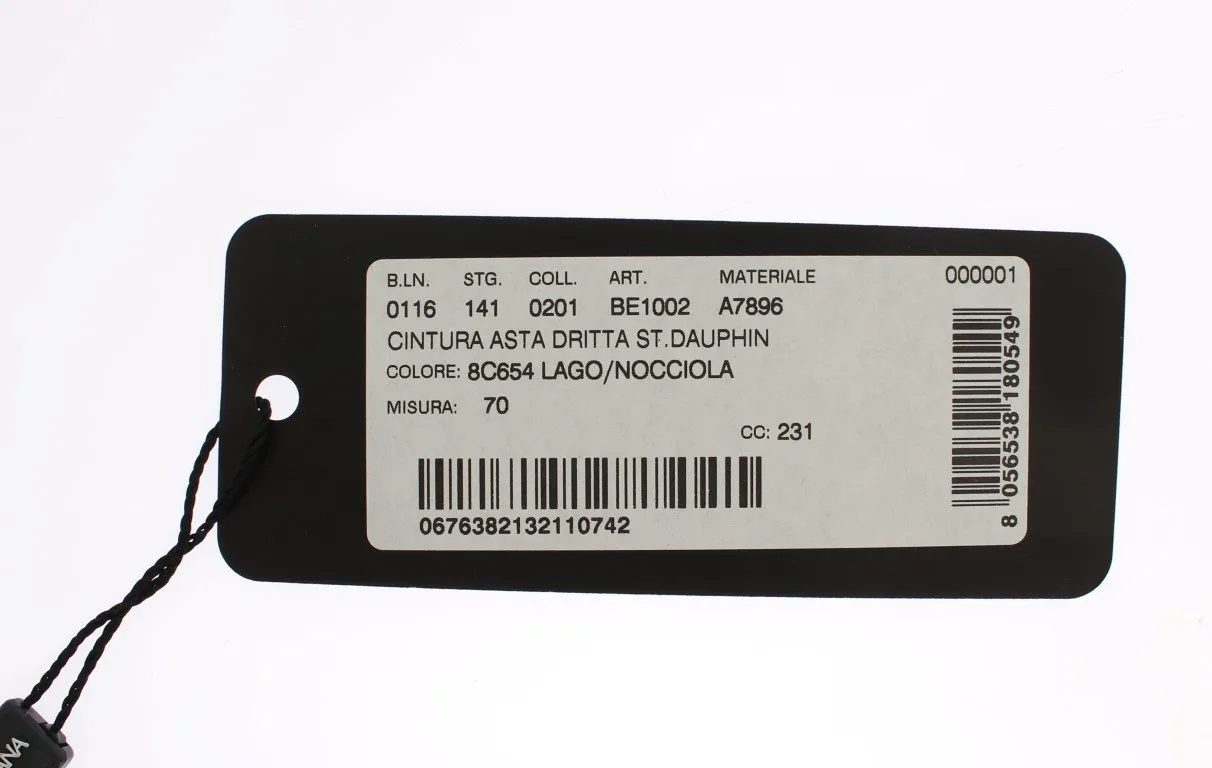 B.LN. STG. COLL. ART. MATERIALE 000001
0116 141 0201 BE1002 A7896
CINTURA ASTA DRITTA ST.DAUPHIN
COLORE: 8C654 LAGO/NOCCIOLA
MISURA: 70
CC: 231
0676382132110742
8 056538 180549